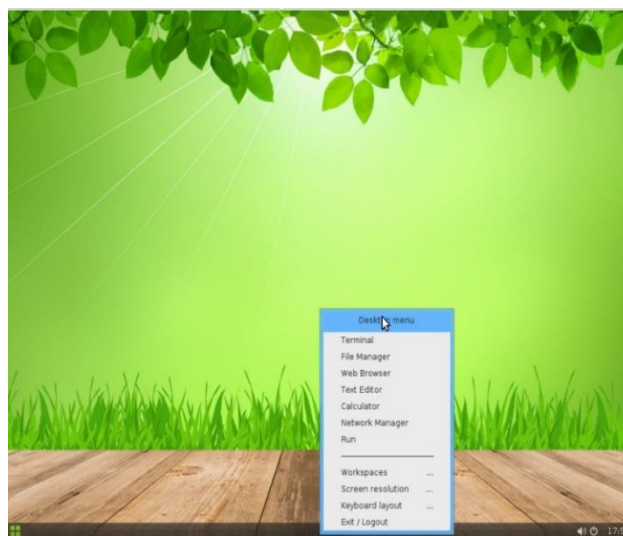 Desktop menu
Terminal
File Manager
Web Browser
Text Editor
Calculator
Network Manager
Run
Workspaces ...
Screen resolution ...
Keyboard layout ...
Exit / Logout